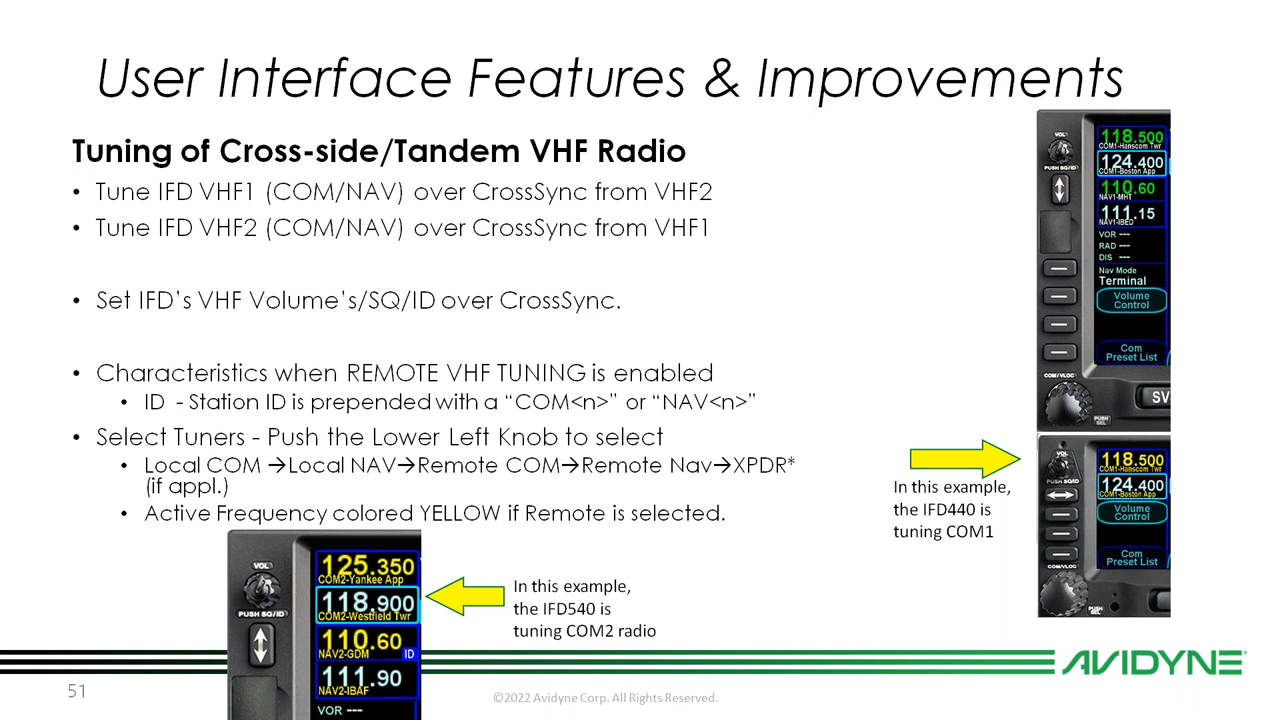 User Interface Features & Improvements
Tuning of Cross-side/Tandem VHF Radio
• Tune IFD VHF1 (COM/NAV) over CrossSync from VHF2
• Tune IFD VHF2 (COM/NAV) over CrossSync from VHF1
• Set IFD’s VHF Volume’s/SQ/ID over CrossSync.
• Characteristics when REMOTE VHF TUNING is enabled
• ID - Station ID is prepended with a “COM<n>” or “NAV<n>”
• Select Tuners - Push the Lower Left Knob to select
• Local COM →Local NAV→Remote COM→Remote Nav→XPDR*
(if appl.)
• Active Frequency colored YELLOW if Remote is selected.
VOL
PUSH SQ/ID
125.350
COM2-Yankee App
118.900
COM2-Westfield Twr
110.60
NAV2-GDM ID
111.90
NAV2-IBAF
VOR ---
In this example,
the IFD540 is
tuning COM2 radio
VOL
PUSH SQ/ID
118.500
COM1-Hanscom Twr
124.400
COM1-Boston App
110.60
NAV1-MHT
111.15
NAV1-IBED
VOR ---
RAD ---
DIS ---
Nav Mode
Terminal
Volume
Control
Com
Preset List
COM/VLOC
PUSH
SEL
SV
In this example,
the IFD440 is
tuning COM1
VOL
PUSH SQ/ID
118.500
COM1-Hanscom Twr
124.400
COM1-Boston App
Volume
Control
Com
Preset List
COM/VLOC
PUSH
SEL
AVIDYNE
51
©2022 Avidyne Corp. All Rights Reserved.